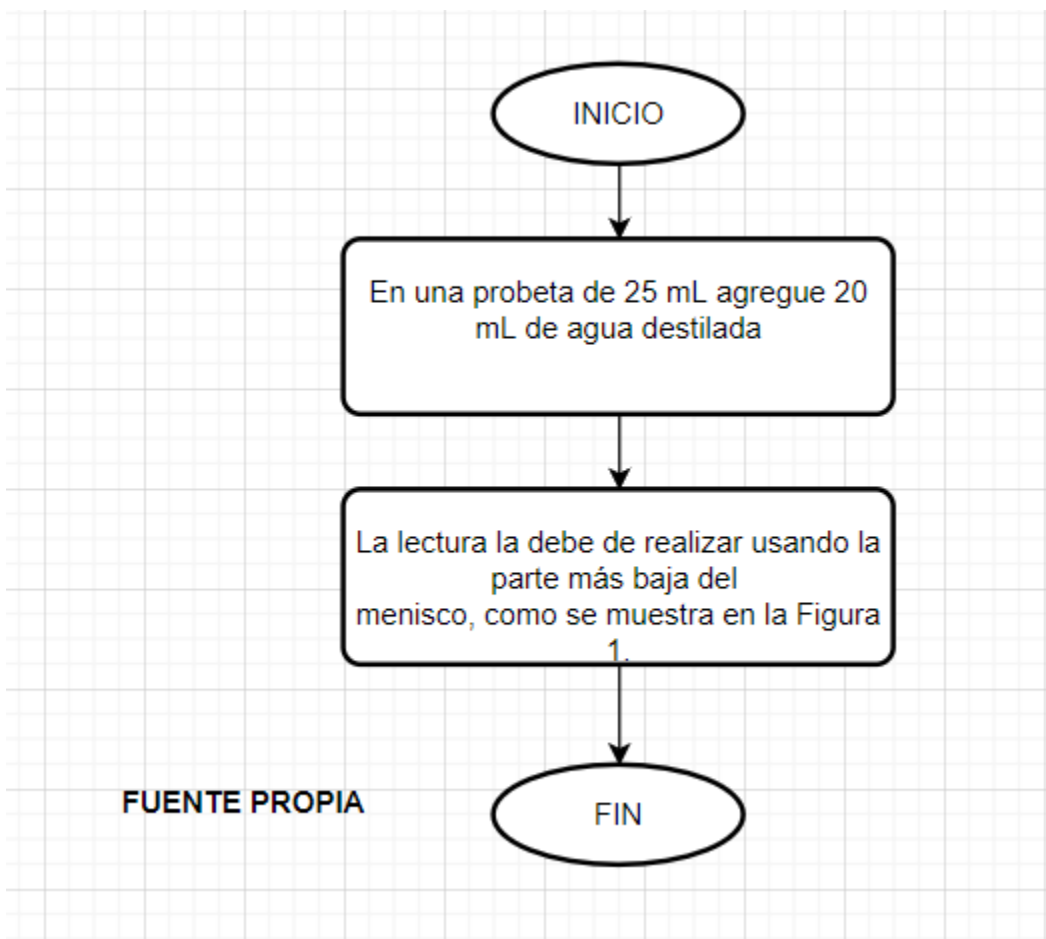 INICIO
En una probeta de 25 mL agregue 20
mL de agua destilada
La lectura la debe de realizar usando la
parte más baja del
menisco, como se muestra en la Figura
1.
FUENTE PROPIA
FIN